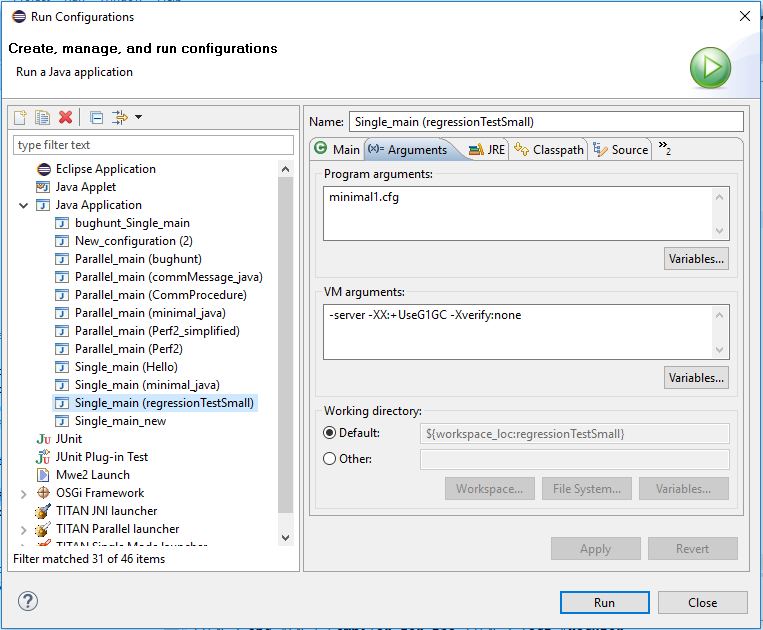 Run Configurations
Create, manage, and run configurations
Run a Java application
type filter text
Eclipse Application
Java Applet
Java Application
bughunt_Single_main
New_configuration (2)
Parallel_main (bughunt)
Parallel_main (commMessage_java)
Parallel_main (CommProcedure)
Parallel_main (minimal_java)
Parallel_main (Perf2_simplified)
Parallel_main (Perf2)
Single_main (Hello)
Single_main (minimal_java)
Single_main (regressionTestSmall)
Single_main_new
JUnit
JUnit Plug-in Test
Mwe2 Launch
OSGi Framework
TITAN JNI launcher
TITAN Parallel launcher
TITAN Single Mode launcher
Filter matched 31 of 46 items
Name: Single_main (regressionTestSmall)
Main (x)= Arguments JRE Classpath Source »2
Program arguments:
minimal1.cfg
Variables...
VM arguments:
-server -XX:+UseG1GC -Xverify:none
Variables...
Working directory:
Default: ${workspace_loc:regressionTestSmall}
Other:
Workspace... File System... Variables...
Apply Revert
Run Close